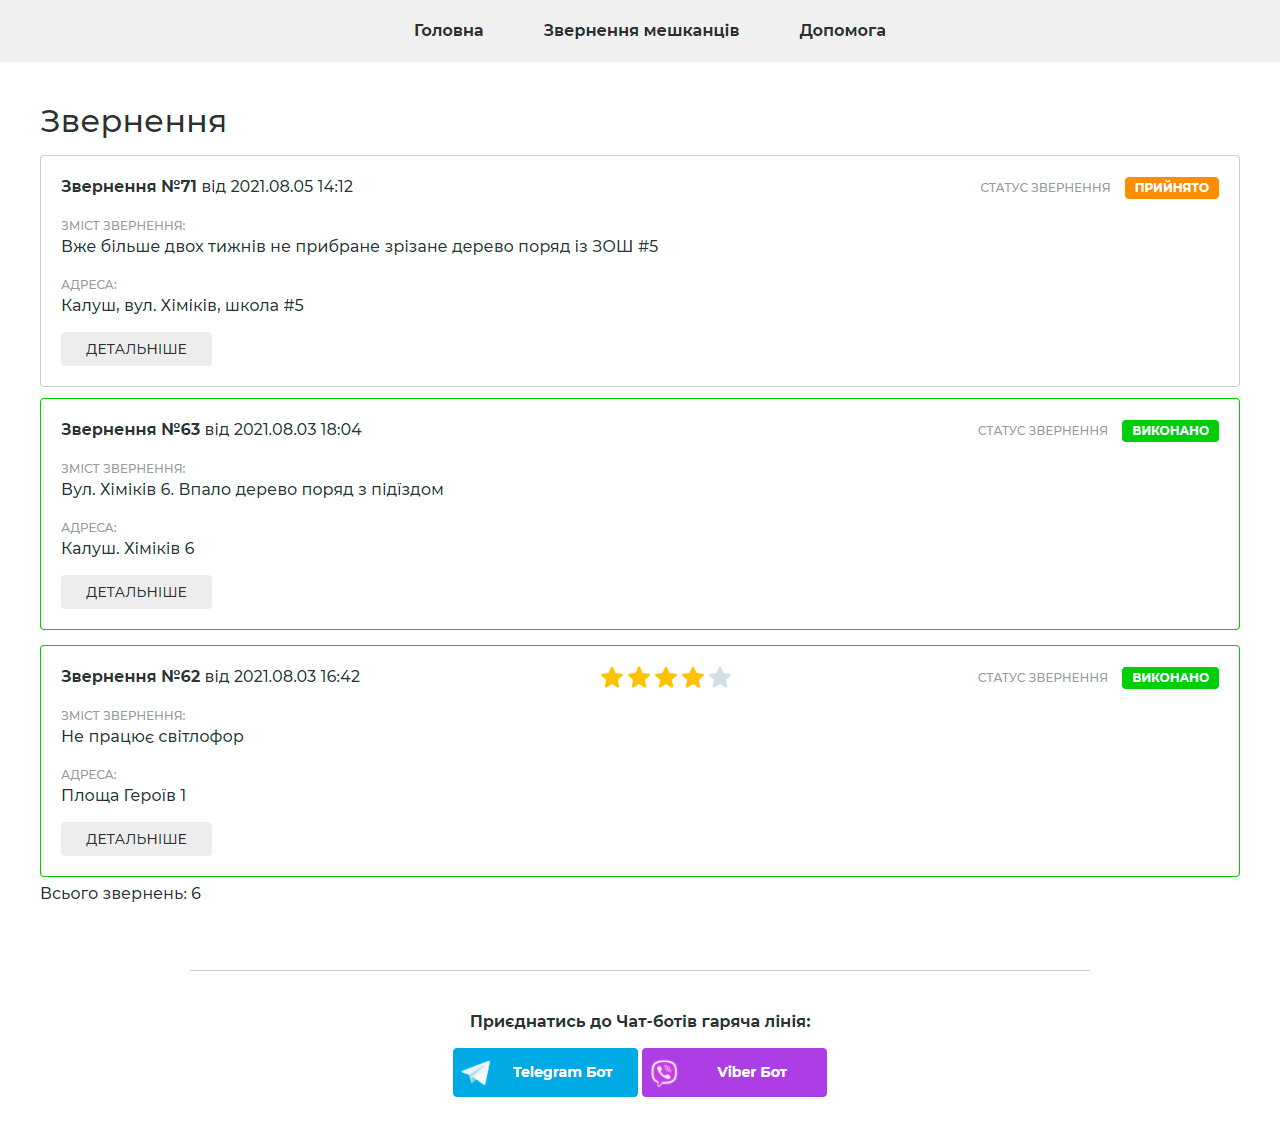 Головна Звернення мешканців Допомога
Звернення
Звернення №71 від 2021.08.05 14:12 СТАТУС ЗВЕРНЕННЯ ПРИЙНЯТО
ЗМІСТ ЗВЕРНЕННЯ:
Вже більше двох тижнів не прибране зрізане дерево поряд із ЗОШ #5
АДРЕСА:
Калуш, вул. Хіміків, школа #5
ДЕТАЛЬНІШЕ
Звернення №63 від 2021.08.03 18:04 СТАТУС ЗВЕРНЕННЯ ВИКОНАНО
ЗМІСТ ЗВЕРНЕННЯ:
Вул. Хіміків 6. Впало дерево поряд з підїздом
АДРЕСА:
Калуш. Хіміків 6
ДЕТАЛЬНІШЕ
Звернення №62 від 2021.08.03 16:42 СТАТУС ЗВЕРНЕННЯ ВИКОНАНО
ЗМІСТ ЗВЕРНЕННЯ:
Не працює світлофор
АДРЕСА:
Площа Героїв 1
ДЕТАЛЬНІШЕ
Всього звернень: 6
Приєднатись до Чат-ботів гаряча лінія:
Telegram Бот Viber Бот